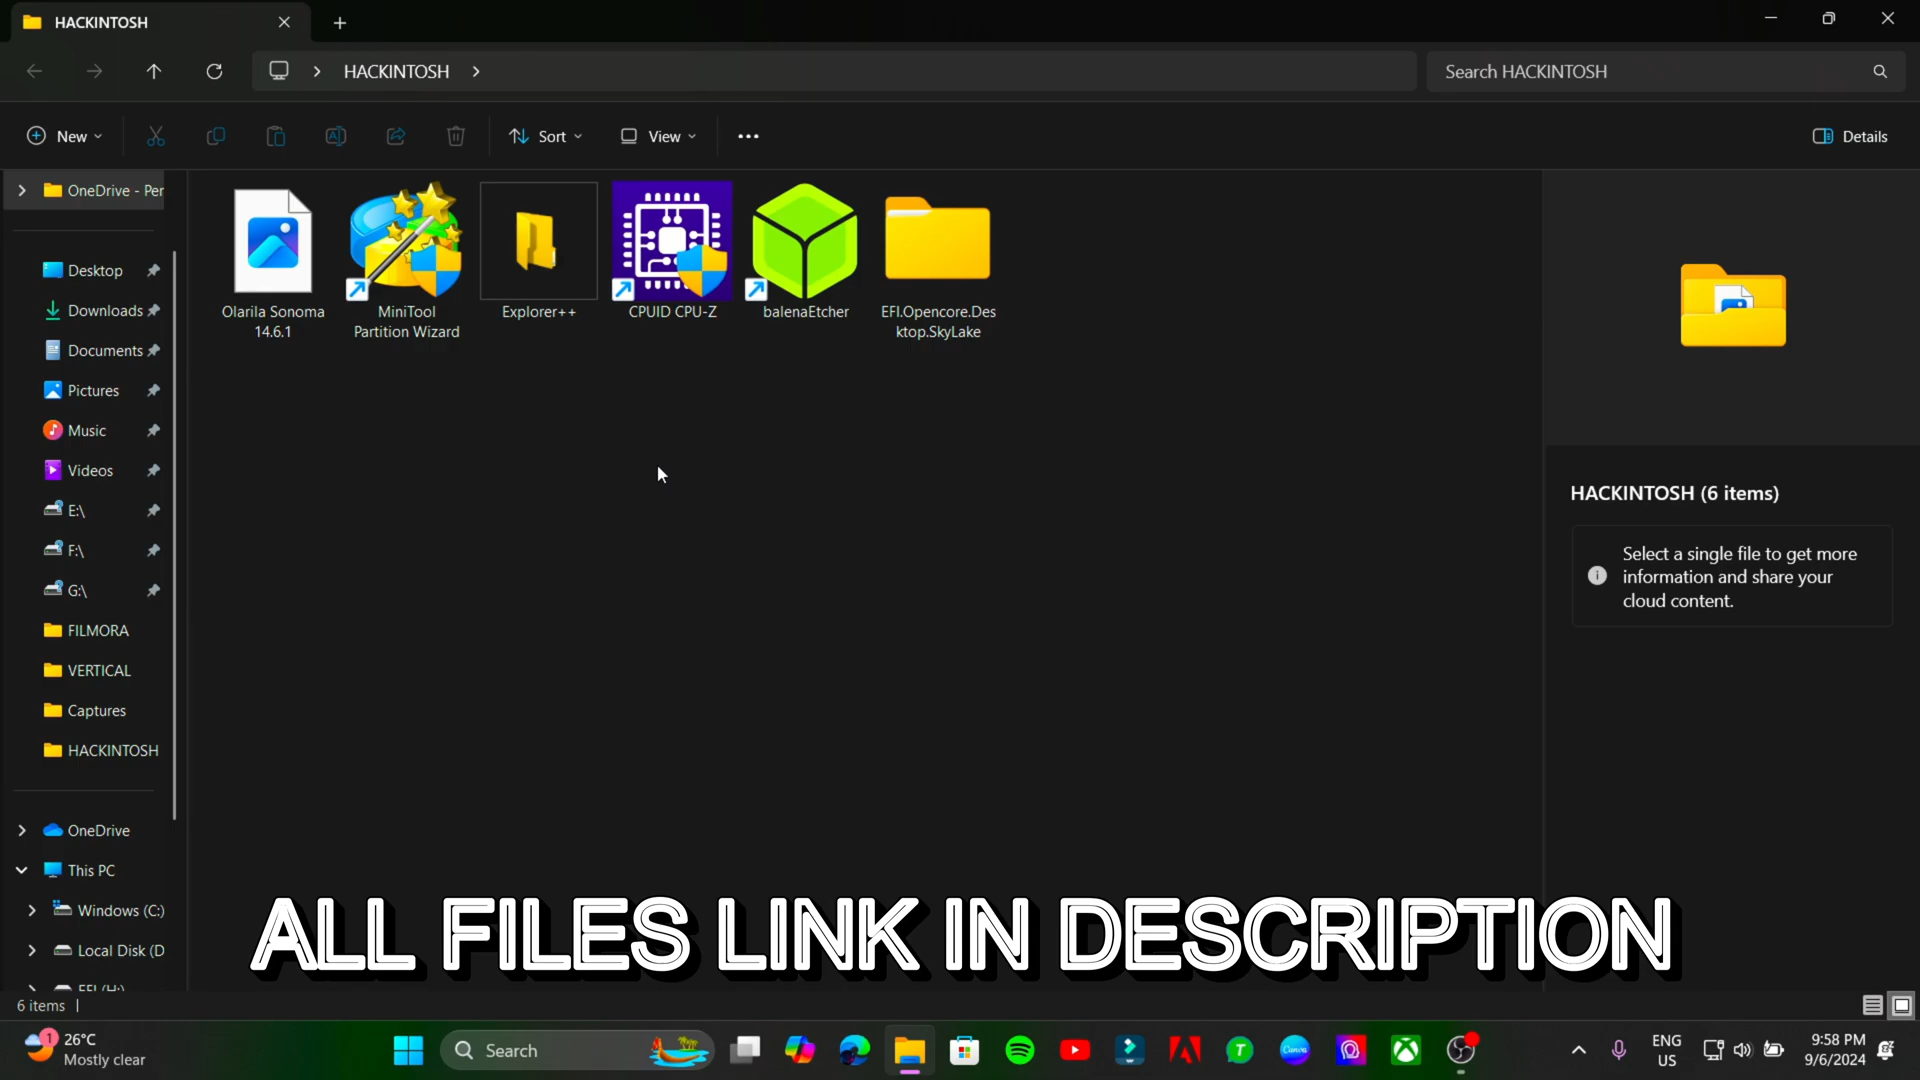 HACKINTOSH
HACKINTOSH
Search HACKINTOSH
New
Sort
View
Details
OneDrive - Per
Desktop
Downloads
Documents
Pictures
Music
Videos
E:\
F:\
G:\
FILMORA
VERTICAL
Captures
HACKINTOSH
OneDrive
This PC
Windows (C:)
Local Disk (D
EFI (H:)
Olarila Sonoma
14.6.1
MiniTool
Partition Wizard
Explorer++
CPUID CPU-Z
balenaEtcher
EFI.Opencore.Des
ktop.SkyLake
HACKINTOSH (6 items)
Select a single file to get more
information and share your
cloud content.
ALL FILES LINK IN DESCRIPTION
6 items
1
26°C
Mostly clear
Search
T
Canva
ENG
US
9:58 PM
9/6/2024